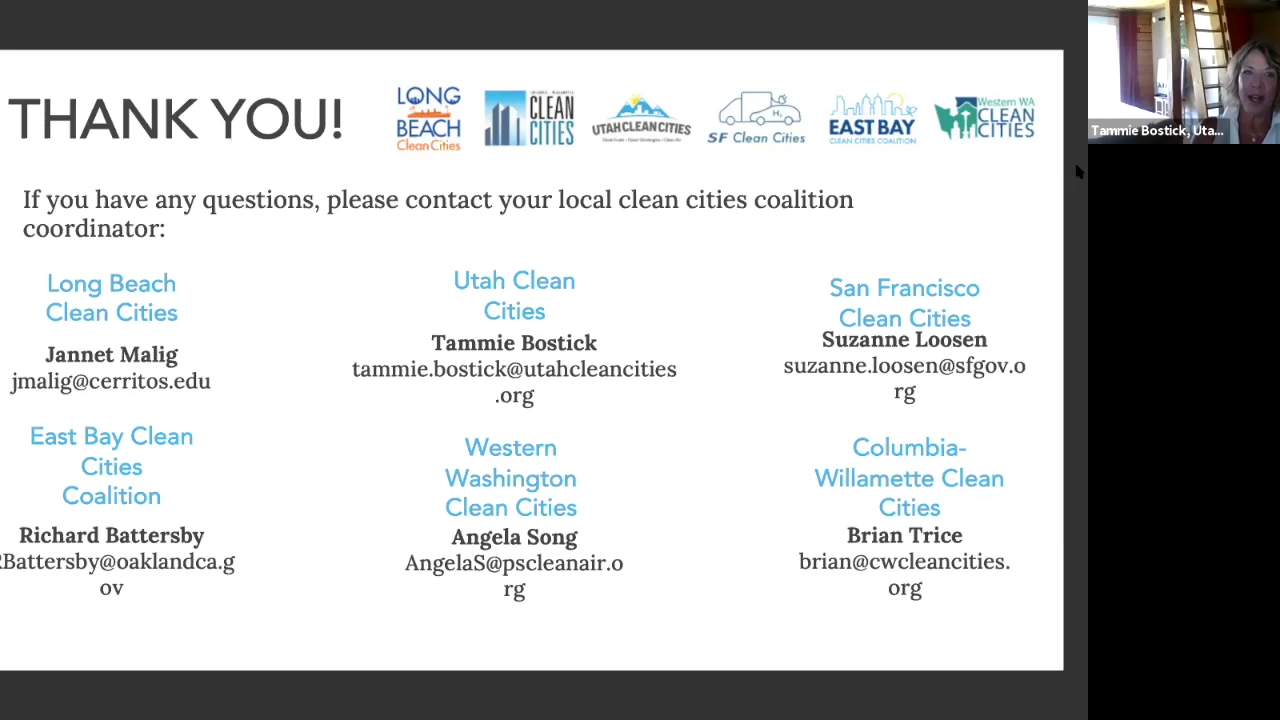 THANK YOU!
LONG
BEACH
Clean Cities
CLEAN
CITIES
UTAH CLEAN CITIES
SF Clean Cities
EAST BAY
CLEAN CITIES COALITION
Western WA
CLEAN
CITIES
Tammie Bostick, Uta...
If you have any questions, please contact your local clean cities coalition
coordinator:
Long Beach
Clean Cities
Jannet Malig
jmalig@cerritos.edu
Utah Clean
Cities
Tammie Bostick
tammie.bostick@utahcleancities
.org
San Francisco
Clean Cities
Suzanne Loosen
suzanne.loosen@sfgov.o
rg
East Bay Clean
Cities
Coalition
Richard Battersby
RBattersby@oaklandca.g
ov
Western
Washington
Clean Cities
Angela Song
AngelaS@pscleanair.o
rg
Columbia-
Willamette Clean
Cities
Brian Trice
brian@cwcleancities.
org